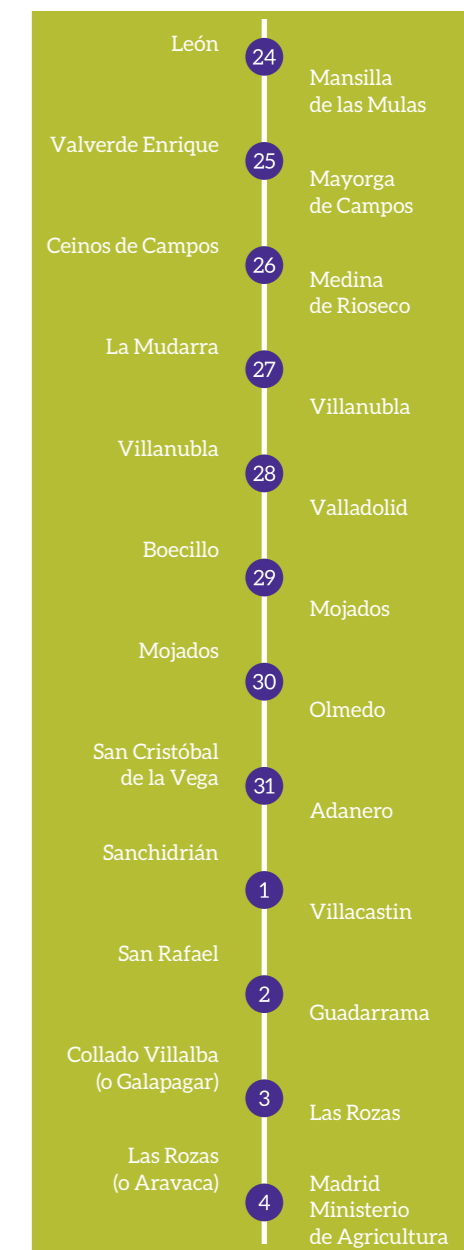 León
24
Mansilla
de las Mulas
Valverde Enrique
25
Mayorga
de Campos
Ceinos de Campos
26
Medina
de Rioseco
La Mudarra
27
Villanubla
Villanubla
28
Valladolid
Boecillo
29
Mojados
Mojados
30
Olmedo
San Cristóbal
de la Vega
31
Adanero
Sanchidrián
1
Villacastin
San Rafael
2
Guadarrama
Collado Villalba
(o Galapagar)
3
Las Rozas
Las Rozas
(o Aravaca)
4
Madrid
Ministerio
de Agricultura